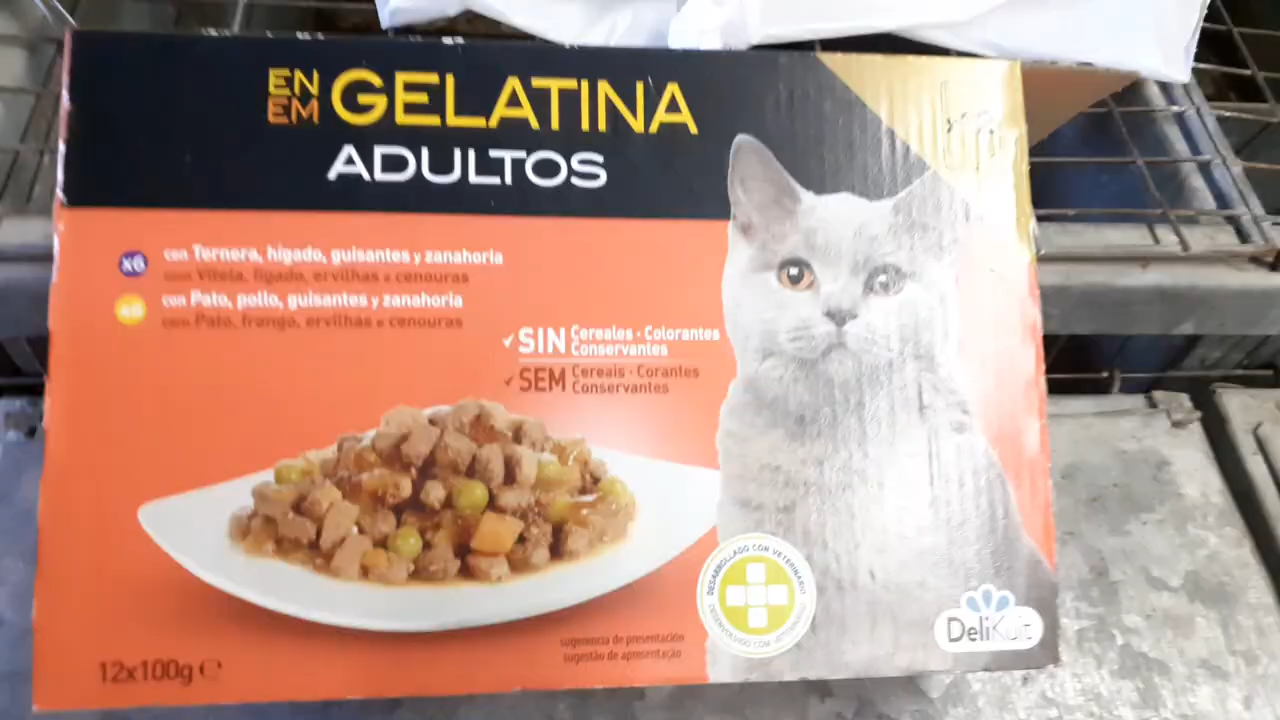 EN
EM
GELATINA
ADULTOS
x6
con Ternera, hígado, guisantes y zanahoria
com Vitela, fígado, ervilhas e cenouras
x6
con Pato, pollo, guisantes y zanahoria
com Pato, frango, ervilhas e cenouras
SIN Cereales · Colorantes
Conservantes
SEM Cereais · Corantes
Conservantes
DESARROLLADO CON VETERINARIO
DESENVOLVIDO COM VETERINÁRIO
DeliKuit
sugerencia de presentación
sugestão de apresentação
12x100g e